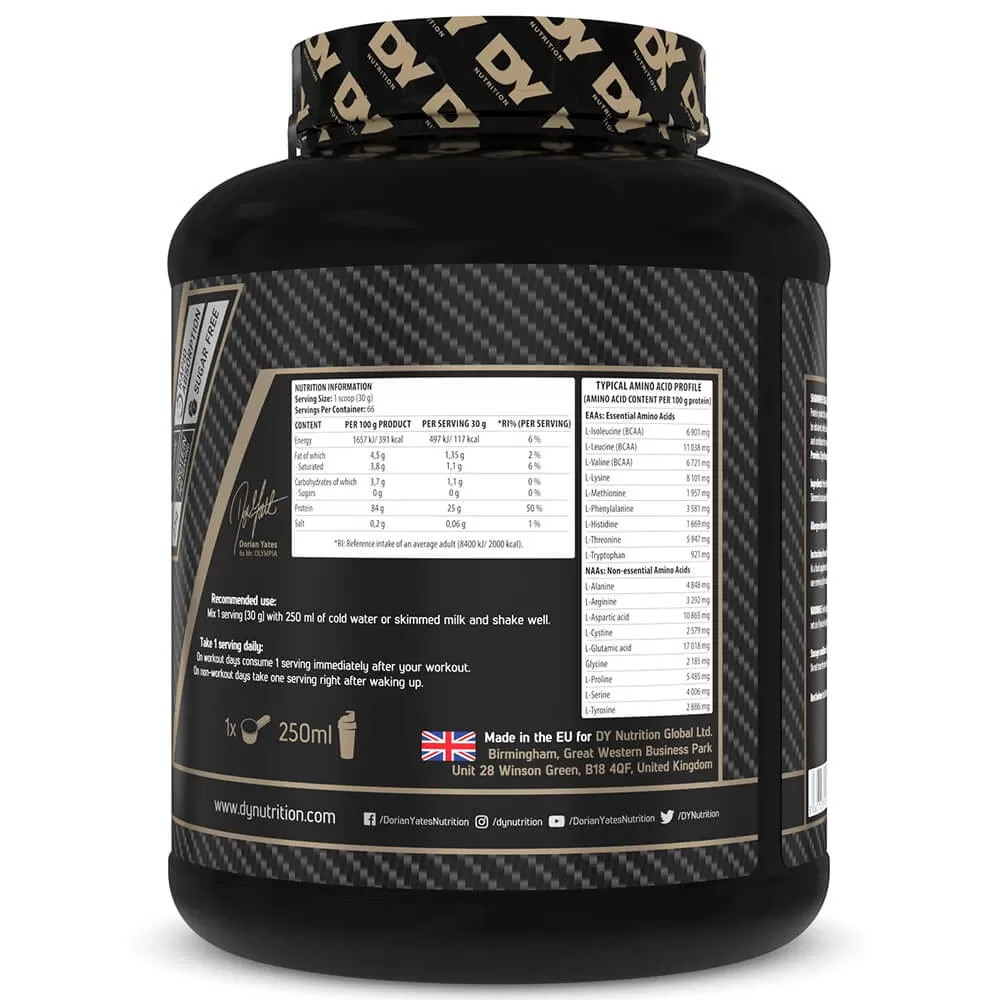 DY NUTRITION
RAPID ABSORPTION
SUGAR FREE
Dorian Yates
6x Mr. OLYMPIA
NUTRITION INFORMATION
Serving Size: 1 scoop (30 g)
Servings Per Container: 66
CONTENT PER 100 g PRODUCT PER SERVING 30 g *RI% (PER SERVING)
Energy 1657 kJ/ 391 kcal 497 kJ/ 117 kcal 6 %
Fat of which 4,5 g 1,35 g 2 %
- Saturated 3,8 g 1,1 g 6 %
Carbohydrates of which 3,7 g 1,1 g 0 %
- Sugars 0 g 0 g 0 %
Protein 84 g 25 g 50 %
Salt 0,2 g 0,06 g 1 %
*RI: Reference intake of an average adult (8400 kJ/ 2000 kcal).
TYPICAL AMINO ACID PROFILE
(AMINO ACID CONTENT PER 100 g protein)
EAAs: Essential Amino Acids
L-Isoleucine (BCAA) 6 901 mg
L-Leucine (BCAA) 11 038 mg
L-Valine (BCAA) 6 721 mg
L-Lysine 8 101 mg
L-Methionine 1 957 mg
L-Phenylalanine 3 581 mg
L-Histidine 1 669 mg
L-Threonine 5 947 mg
L-Tryptophan 921 mg
NAAs: Non-essential Amino Acids
L-Alanine 4 848 mg
L-Arginine 3 292 mg
L-Aspartic acid 10 865 mg
L-Cystine 2 579 mg
L-Glutamic acid 17 018 mg
Glycine 2 185 mg
L-Proline 5 485 mg
L-Serine 4 006 mg
L-Tyrosine 2 886 mg
Recommended use:
Mix 1 serving (30 g) with 250 ml of cold water or skimmed milk and shake well.
Take 1 serving daily:
On workout days consume 1 serving immediately after your workout.
On non-workout days take one serving right after waking up.
1x 250ml
Made in the EU for DY Nutrition Global Ltd.
Birmingham, Great Western Business Park
Unit 28 Winson Green, B18 4QF, United Kingdom
www.dynutrition.com /DorianYatesNutrition /dynutrition /DorianYatesNutrition /DYNutrition